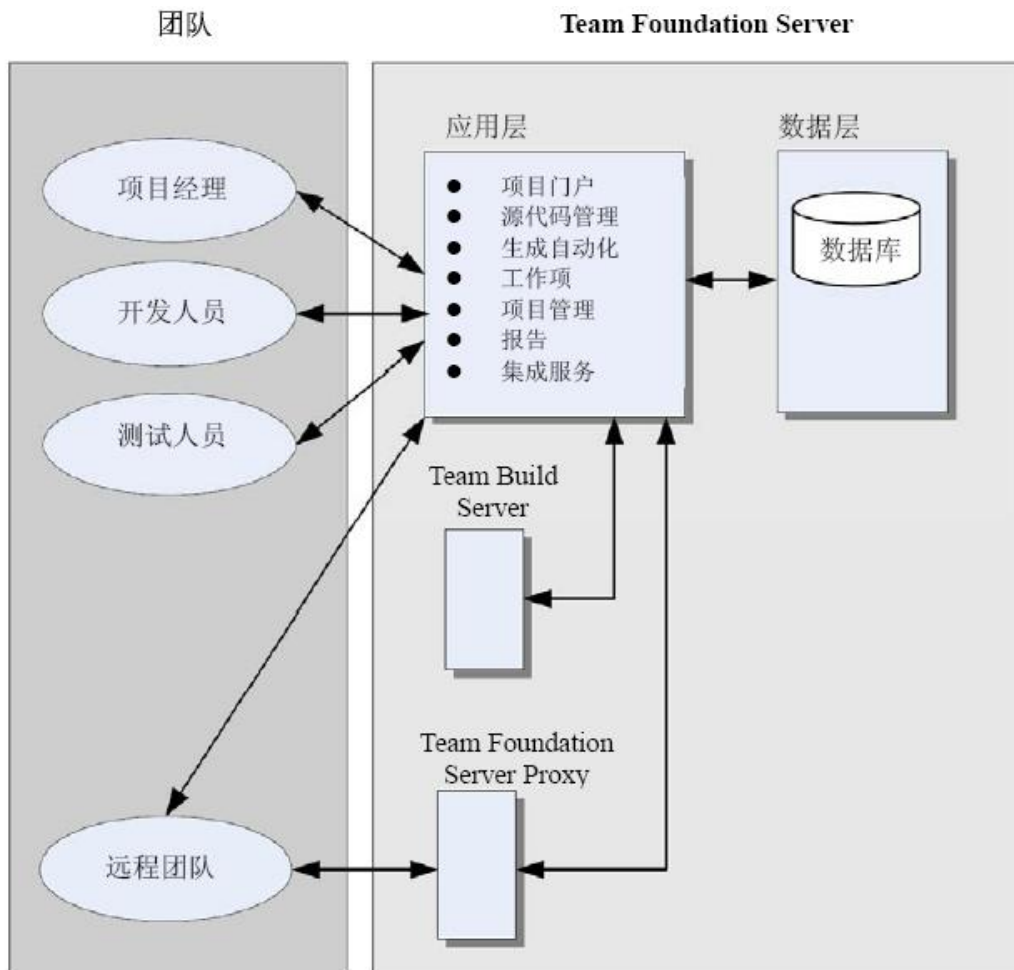 团队
Team Foundation Server
项目经理
开发人员
测试人员
远程团队
应用层
● 项目门户
● 源代码管理
● 生成自动化
● 工作项
● 项目管理
● 报告
● 集成服务
数据层
数据库
Team Build
Server
Team Foundation
Server Proxy